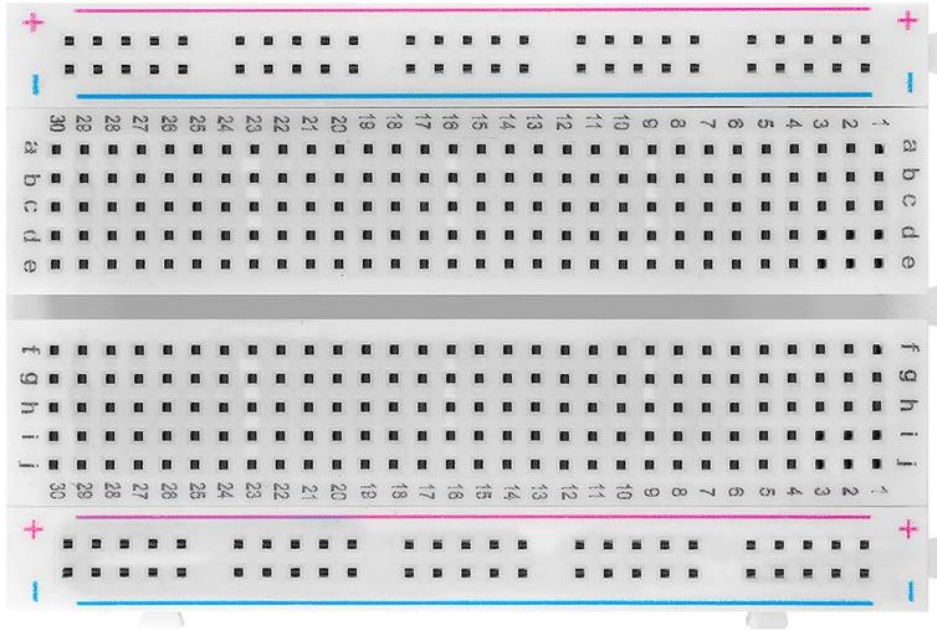 + +
- -
30 29 28 27 26 25 24 23 22 21 20 19 18 17 16 15 14 13 12 11 10 9 8 7 6 5 4 3 2 1
a a
b b
c c
d d
e e
f f
g g
h h
i i
j j
30 29 28 27 26 25 24 23 22 21 20 19 18 17 16 15 14 13 12 11 10 9 8 7 6 5 4 3 2 1
+ +
- -